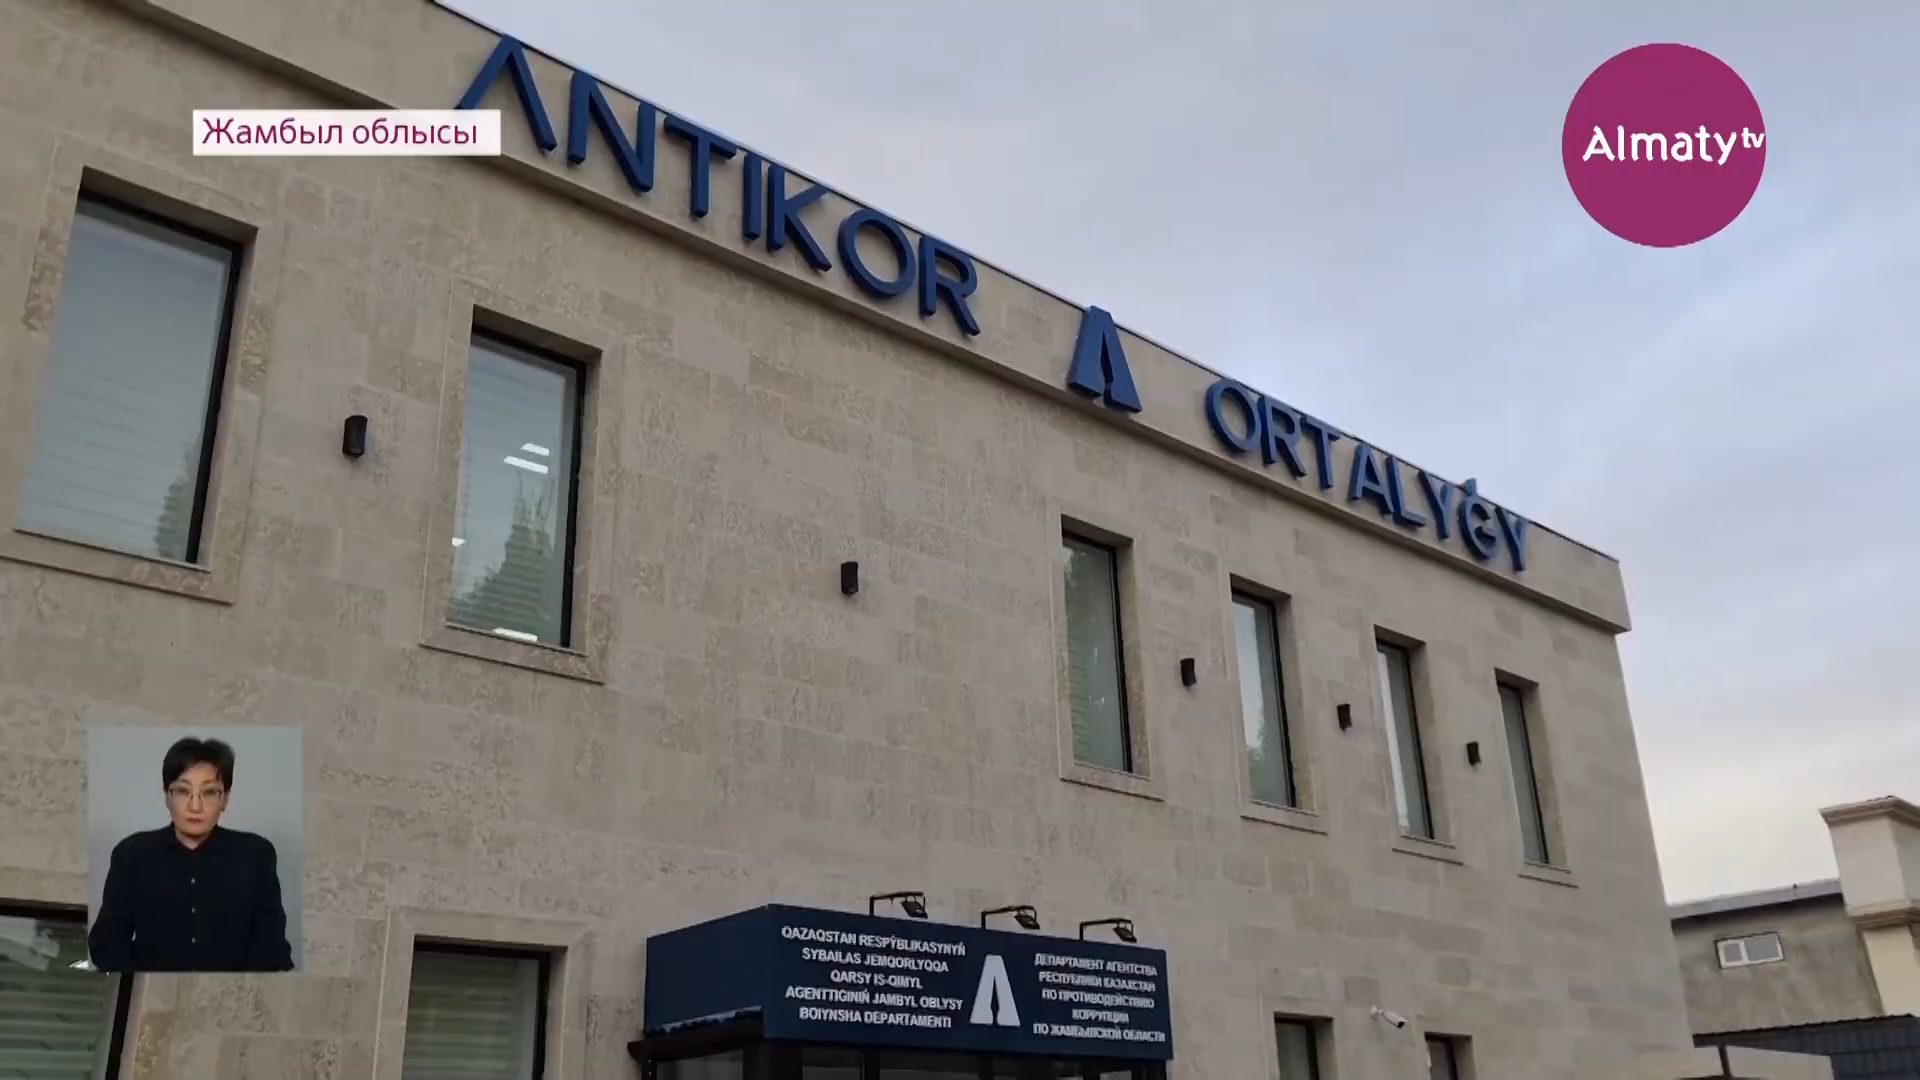 Жамбыл облысы
Almaty tv
ANTIKOR ORTALYǴY
QAZAQSTAN RESPÝBLIKASYNYŃ
SYBAILAS JEMQORLYQQA
QARSY IS-QIMYL
AGENTTIGINIŃ JAMBYL OBLYSY
BOIYNSHA DEPARTAMENTI
ДЕПАРТАМЕНТ АГЕНТСТВА
РЕСПУБЛИКИ КАЗАХСТАН
ПО ПРОТИВОДЕЙСТВИЮ
КОРРУПЦИИ
ПО ЖАМБЫЛСКОЙ ОБЛАСТИ